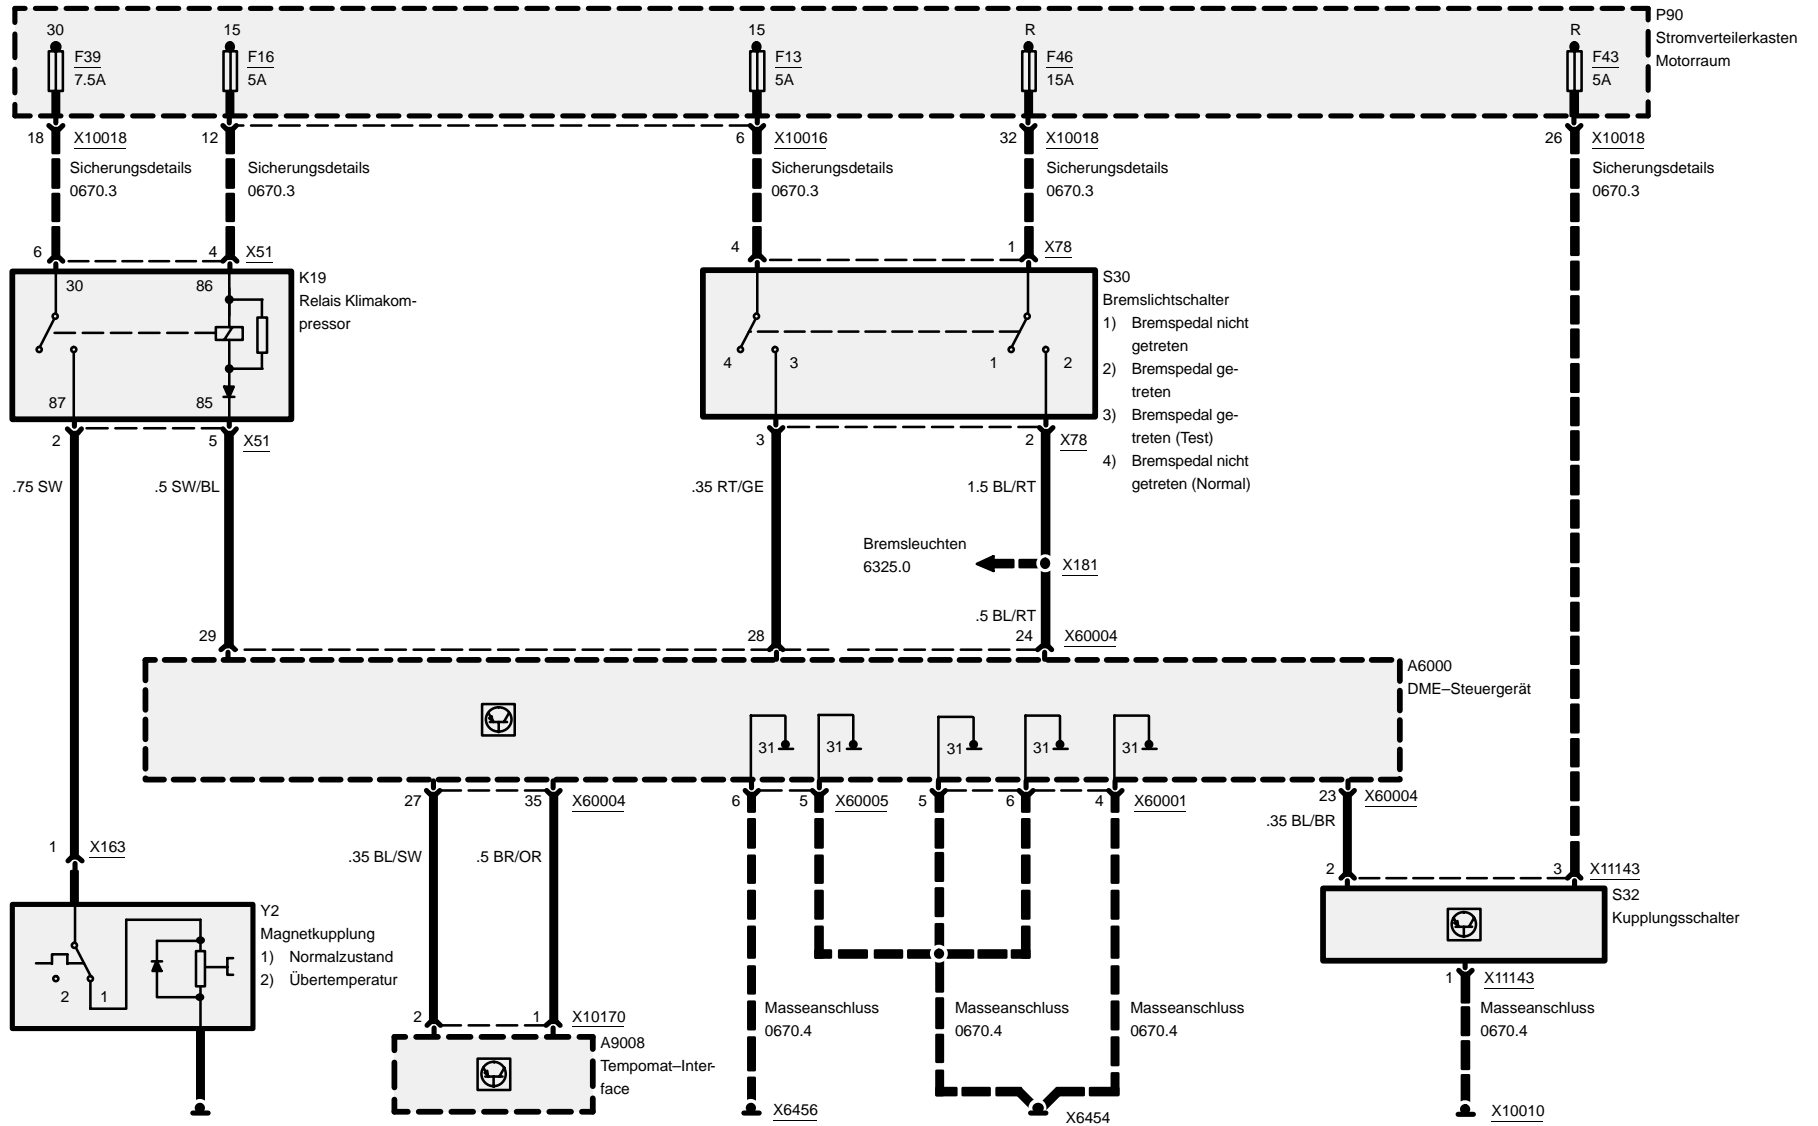 30
15
15
R
R
P90
Stromverteilerkasten
Motorraum
F39
7.5A
F16
5A
F13
5A
F46
15A
F43
5A
18 X10018
12
6 X10016
32 X10018
26 X10018
Sicherungsdetails
0670.3
Sicherungsdetails
0670.3
Sicherungsdetails
0670.3
Sicherungsdetails
0670.3
Sicherungsdetails
0670.3
6
4 X51
4
1 X78
30
86
87
85
K19
Relais Klimakom-
pressor
4
3
1
2
S30
Bremslichtschalter
1) Bremspedal nicht
getreten
2) Bremspedal ge-
treten
3) Bremspedal ge-
treten (Test)
4) Bremspedal nicht
getreten (Normal)
2
5 X51
3
2 X78
.75 SW
.5 SW/BL
.35 RT/GE
1.5 BL/RT
Bremsleuchten
6325.0
X181
.5 BL/RT
29
28
24 X60004
A6000
DME–Steuergerät
31
31
31
31
31
27
35 X60004
6
5 X60005
5
6
4 X60001
23 X60004
.35 BL/BR
1 X163
.35 BL/SW
.5 BR/OR
2
3 X11143
S32
Kupplungsschalter
Y2
Magnetkupplung
1) Normalzustand
2) Übertemperatur
2
1
1 X11143
Masseanschluss
0670.4
Masseanschluss
0670.4
Masseanschluss
0670.4
Masseanschluss
0670.4
2
1 X10170
A9008
Tempomat–Inter-
face
X6456
X6454
X10010